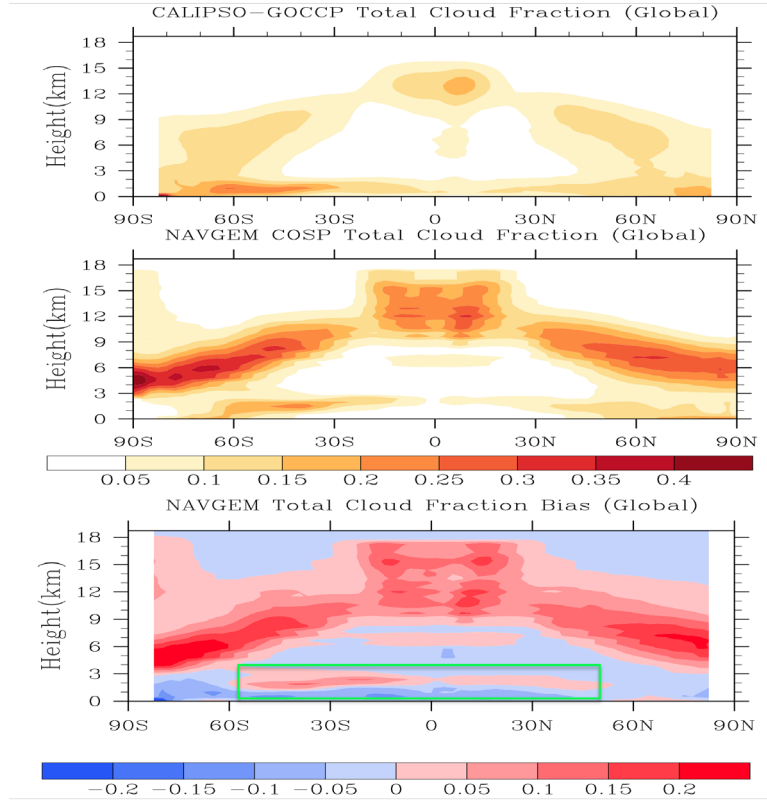 CALIPSO−GOCCP Total Cloud Fraction (Global)
18
15
12
9
6
3
0
Height(km)
90S 60S 30S 0 30N 60N 90N
NAVGEM COSP Total Cloud Fraction (Global)
18
15
12
9
6
3
0
Height(km)
90S 60S 30S 0 30N 60N 90N
0.05 0.1 0.15 0.2 0.25 0.3 0.35 0.4
NAVGEM Total Cloud Fraction Bias (Global)
18
15
12
9
6
3
0
Height(km)
90S 60S 30S 0 30N 60N 90N
−0.2 −0.15 −0.1 −0.05 0 0.05 0.1 0.15 0.2